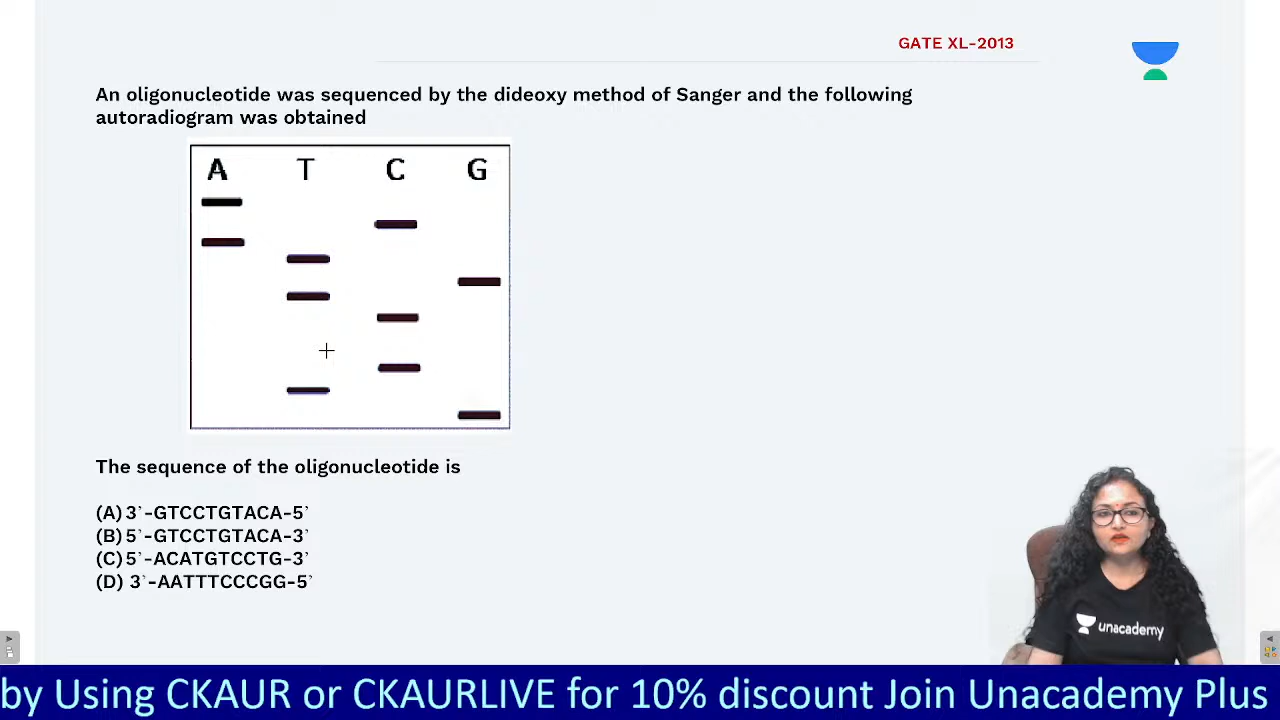 GATE XL-2013
An oligonucleotide was sequenced by the dideoxy method of Sanger and the following
autoradiogram was obtained
A T C G
The sequence of the oligonucleotide is
(A) 3`-GTCCTGTACA-5`
(B) 5`-GTCCTGTACA-3`
(C) 5`-ACATGTCCTG-3`
(D) 3`-AATTTCCCGG-5`
unacademy
by Using CKAUR or CKAURLIVE for 10% discount Join Unacademy Plus